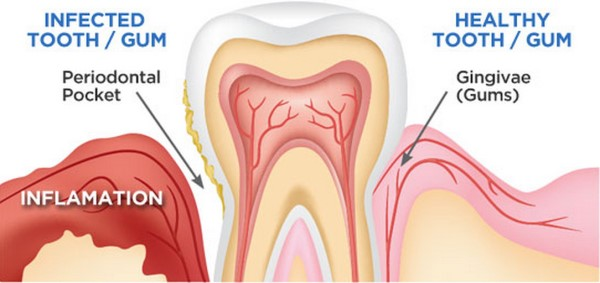 INFECTED
TOOTH / GUM
Periodontal
Pocket
INFLAMATION
HEALTHY
TOOTH / GUM
Gingivae
(Gums)